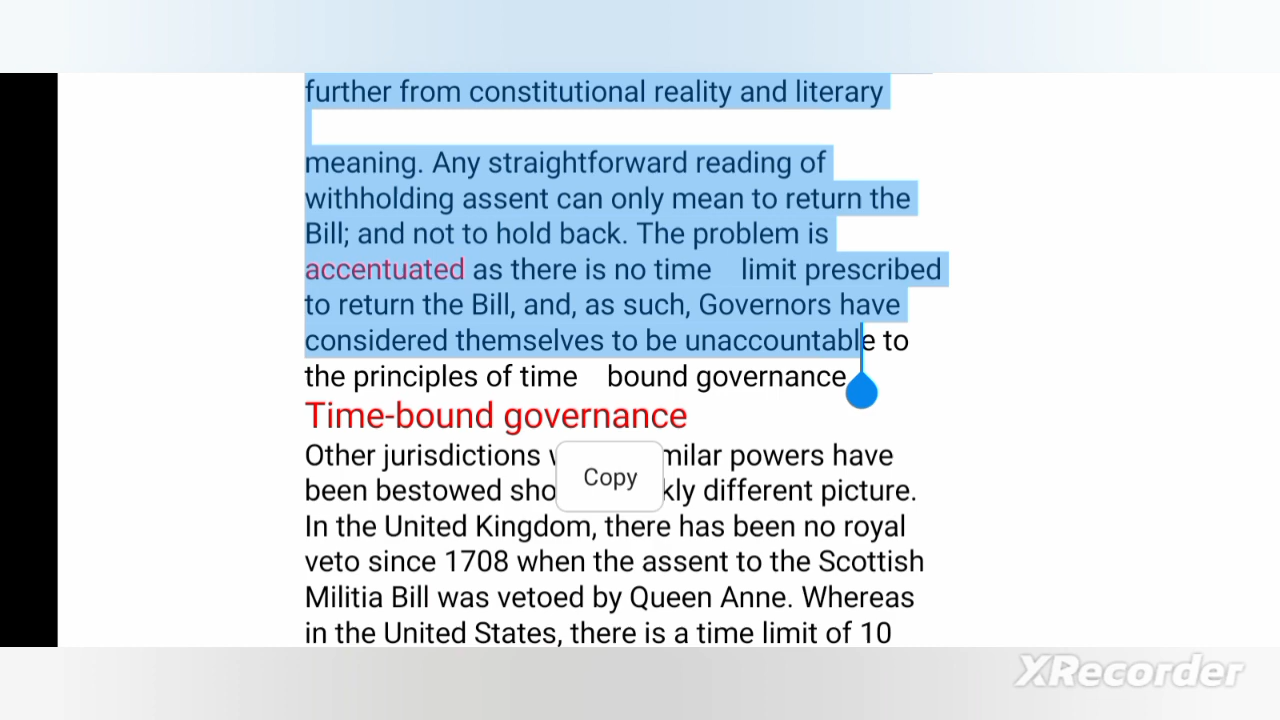 further from constitutional reality and literary
meaning. Any straightforward reading of
withholding assent can only mean to return the
Bill; and not to hold back. The problem is
accentuated as there is no time limit prescribed
to return the Bill, and, as such, Governors have
considered themselves to be unaccountable to
the principles of time bound governance
Time-bound governance
Other jurisdictions milar powers have
been bestowed kly different picture.
Copy
In the United Kingdom, there has been no royal
veto since 1708 when the assent to the Scottish
Militia Bill was vetoed by Queen Anne. Whereas
in the United States, there is a time limit of 10
XRecorder